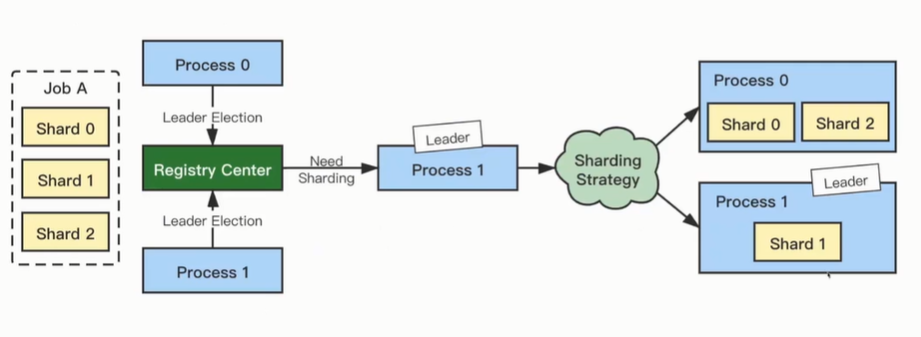 Job A
Shard 0
Shard 1
Shard 2
Process 0
Leader Election
Registry Center
Leader Election
Process 1
Need
Sharding
Leader
Process 1
Sharding
Strategy
Process 0
Shard 0
Shard 2
Leader
Process 1
Shard 1